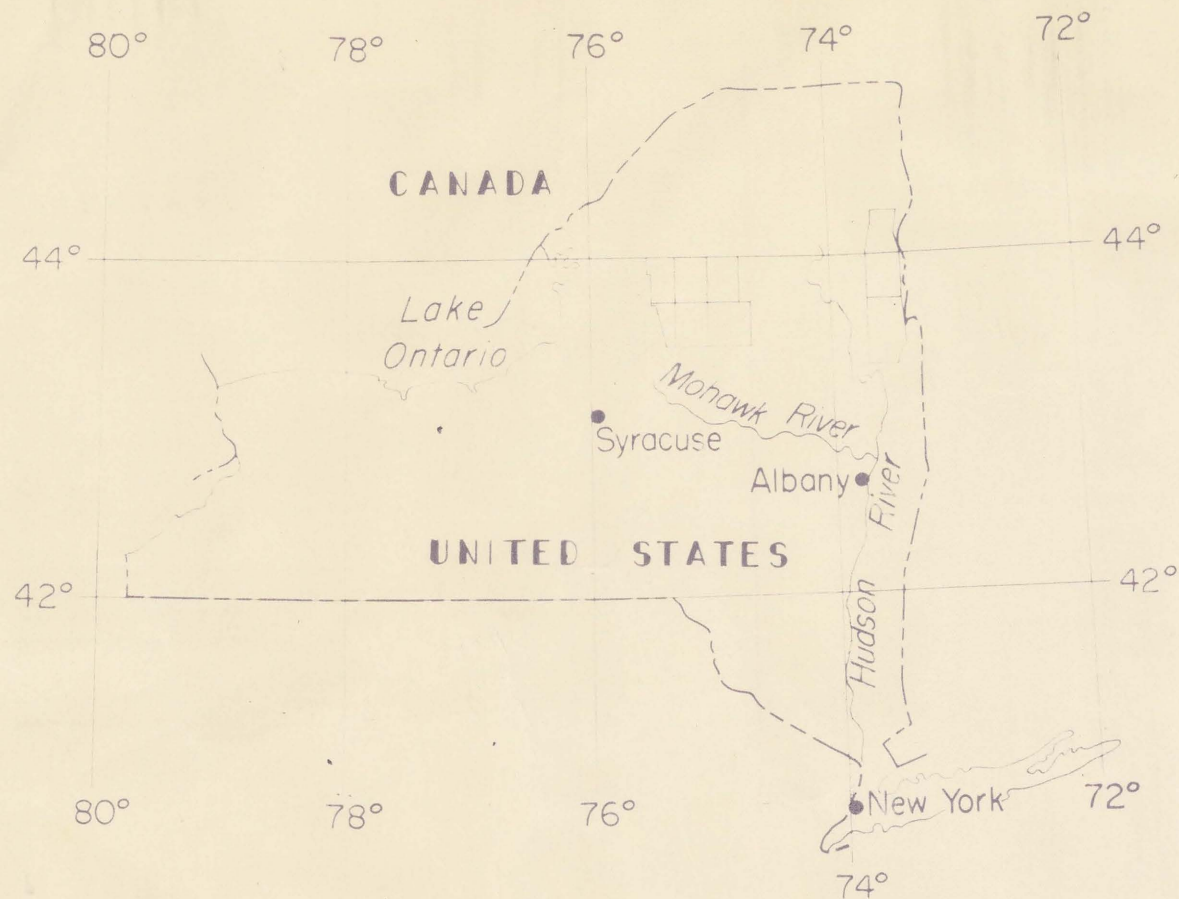 80° 78° 76° 74° 72°
CANADA
44° 44°
Lake
Ontario
Mohawk River
Syracuse
Albany
Hudson River
UNITED STATES
42° 42°
New York
80° 78° 76° 72°
74°